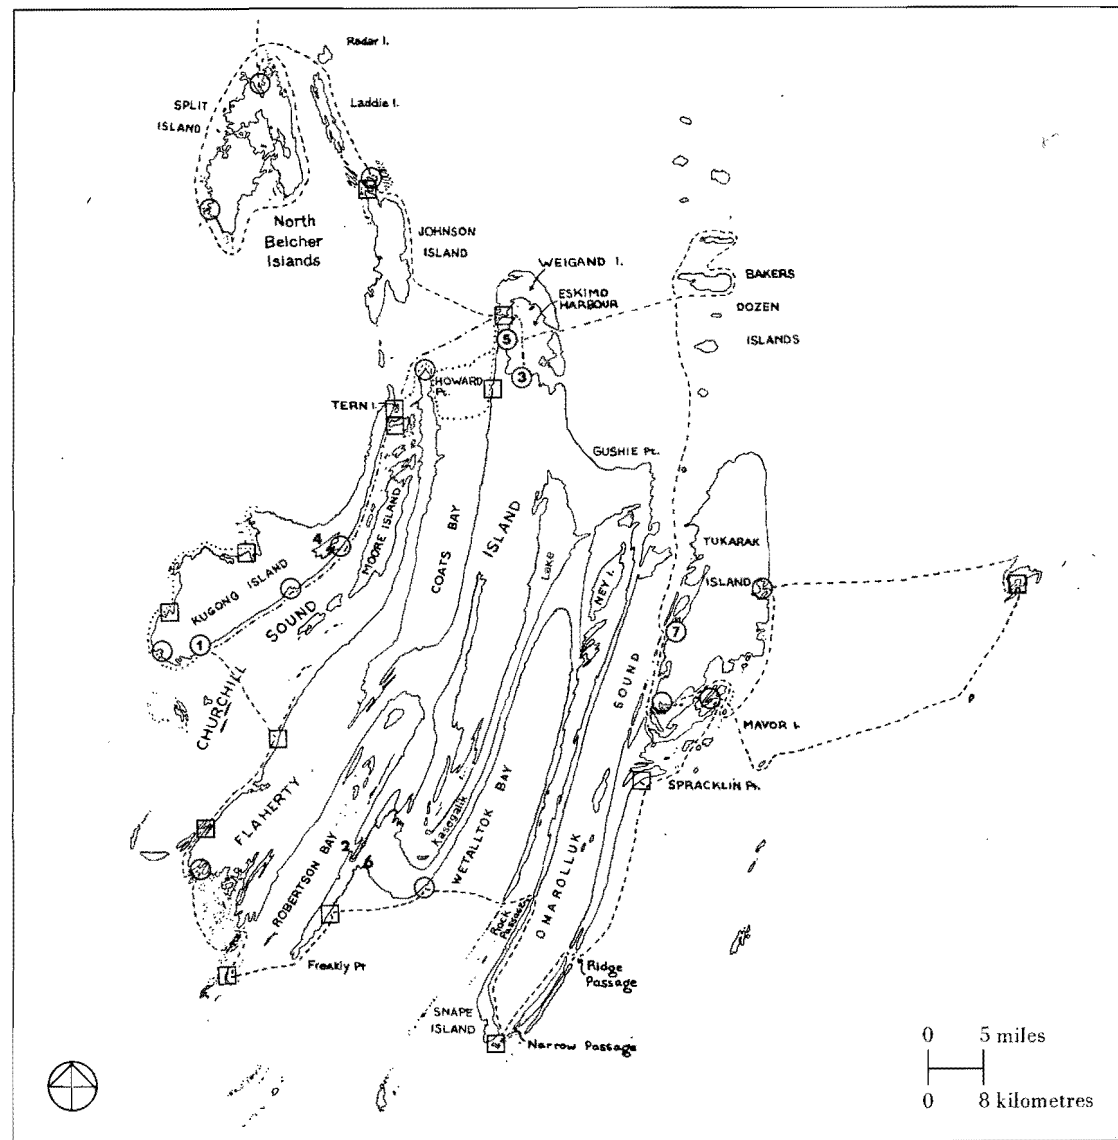 Radar I.
SPLIT
ISLAND
Laddie I.
North
Belcher
Islands
JOHNSON
ISLAND
WEIGAND I.
ESKIMO
HARBOUR
BAKERS
DOZEN
ISLANDS
5
3
HOWARD
Pt.
TERN I.
GUSHIE Pt.
MOORE ISLAND
COATS BAY
ISLAND
Lake
NEY I.
TUKARAK
ISLAND
4
KUGONG ISLAND
SOUND
1
7
SOUND
CHURCHILL
MAVOR I.
SPRACKLIN Pt.
FLAHERTY
ROBERTSON BAY
2
6
Kasegalik
WETALLTOK BAY
OMAROLLUK
Rock
Passage
Freakly Pt
Ridge
Passage
SNAPE
ISLAND
Narrow Passage
0 5 miles
0 8 kilometres